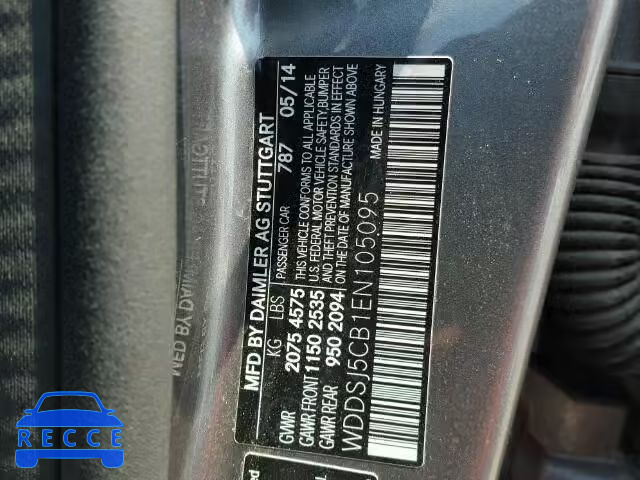 MFD BY DAIMLER AG STUTTGART
KG LBS PASSENGER CAR 787 05/14
GVWR 2075 4575 THIS VEHICLE CONFORMS TO ALL APPLICABLE
GAWR FRONT 1150 2535 U.S. FEDERAL MOTOR VEHICLE SAFETY, BUMPER
GAWR REAR 950 2094 AND THEFT PREVENTION STANDARDS IN EFFECT
ON THE DATE OF MANUFACTURE SHOWN ABOVE
WDDSJ5CB1EN105095 MADE IN HUNGARY
RECCE